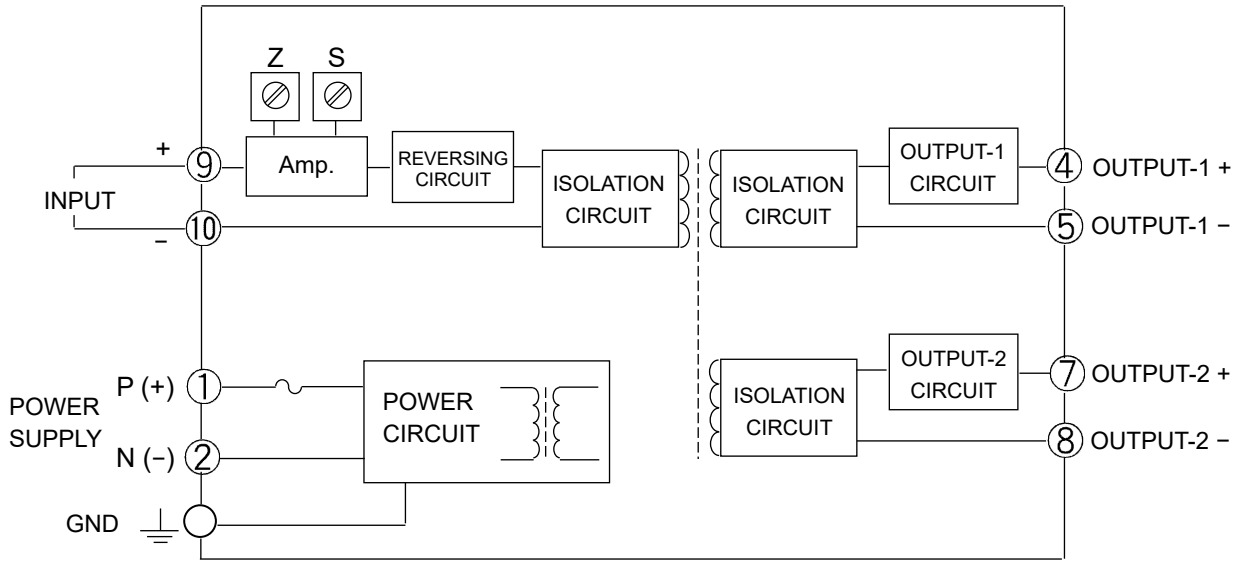 Z S
+ 9 Amp. REVERSING
CIRCUIT
ISOLATION
CIRCUIT
ISOLATION
CIRCUIT
OUTPUT-1
CIRCUIT
4 OUTPUT-1 +
INPUT
− 10
5 OUTPUT-1 −
POWER
SUPPLY
P (+) 1
N (−) 2
POWER
CIRCUIT
ISOLATION
CIRCUIT
OUTPUT-2
CIRCUIT
7 OUTPUT-2 +
8 OUTPUT-2 −
GND